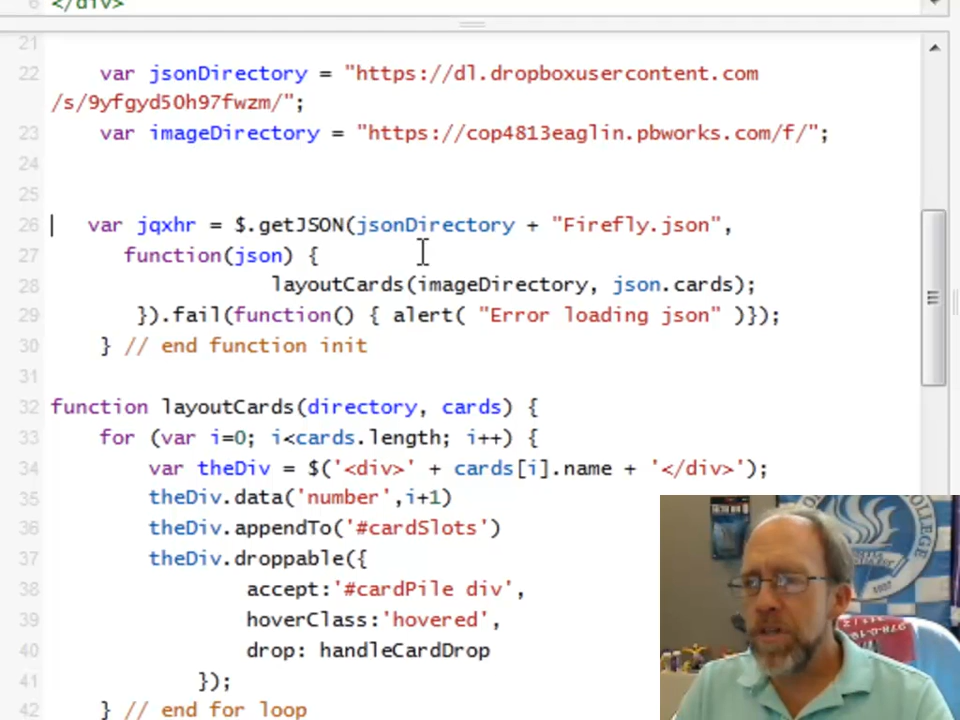 6 </div>
21
22 var jsonDirectory = "https://dl.dropboxusercontent.com
/s/9yfgyd50h97fwzm/";
23 var imageDirectory = "https://cop4813eaglin.pbworks.com/f/";
24
25
26 var jqxhr = $.getJSON(jsonDirectory + "Firefly.json",
27 function(json) {
28 layoutCards(imageDirectory, json.cards);
29 }).fail(function() { alert( "Error loading json" )});
30 } // end function init
31
32 function layoutCards(directory, cards) {
33 for (var i=0; i<cards.length; i++) {
34 var theDiv = $('<div>' + cards[i].name + '</div>');
35 theDiv.data('number',i+1)
36 theDiv.appendTo('#cardSlots')
37 theDiv.droppable({
38 accept:'#cardPile div',
39 hoverClass:'hovered',
40 drop: handleCardDrop
41 });
42 } // end for loop